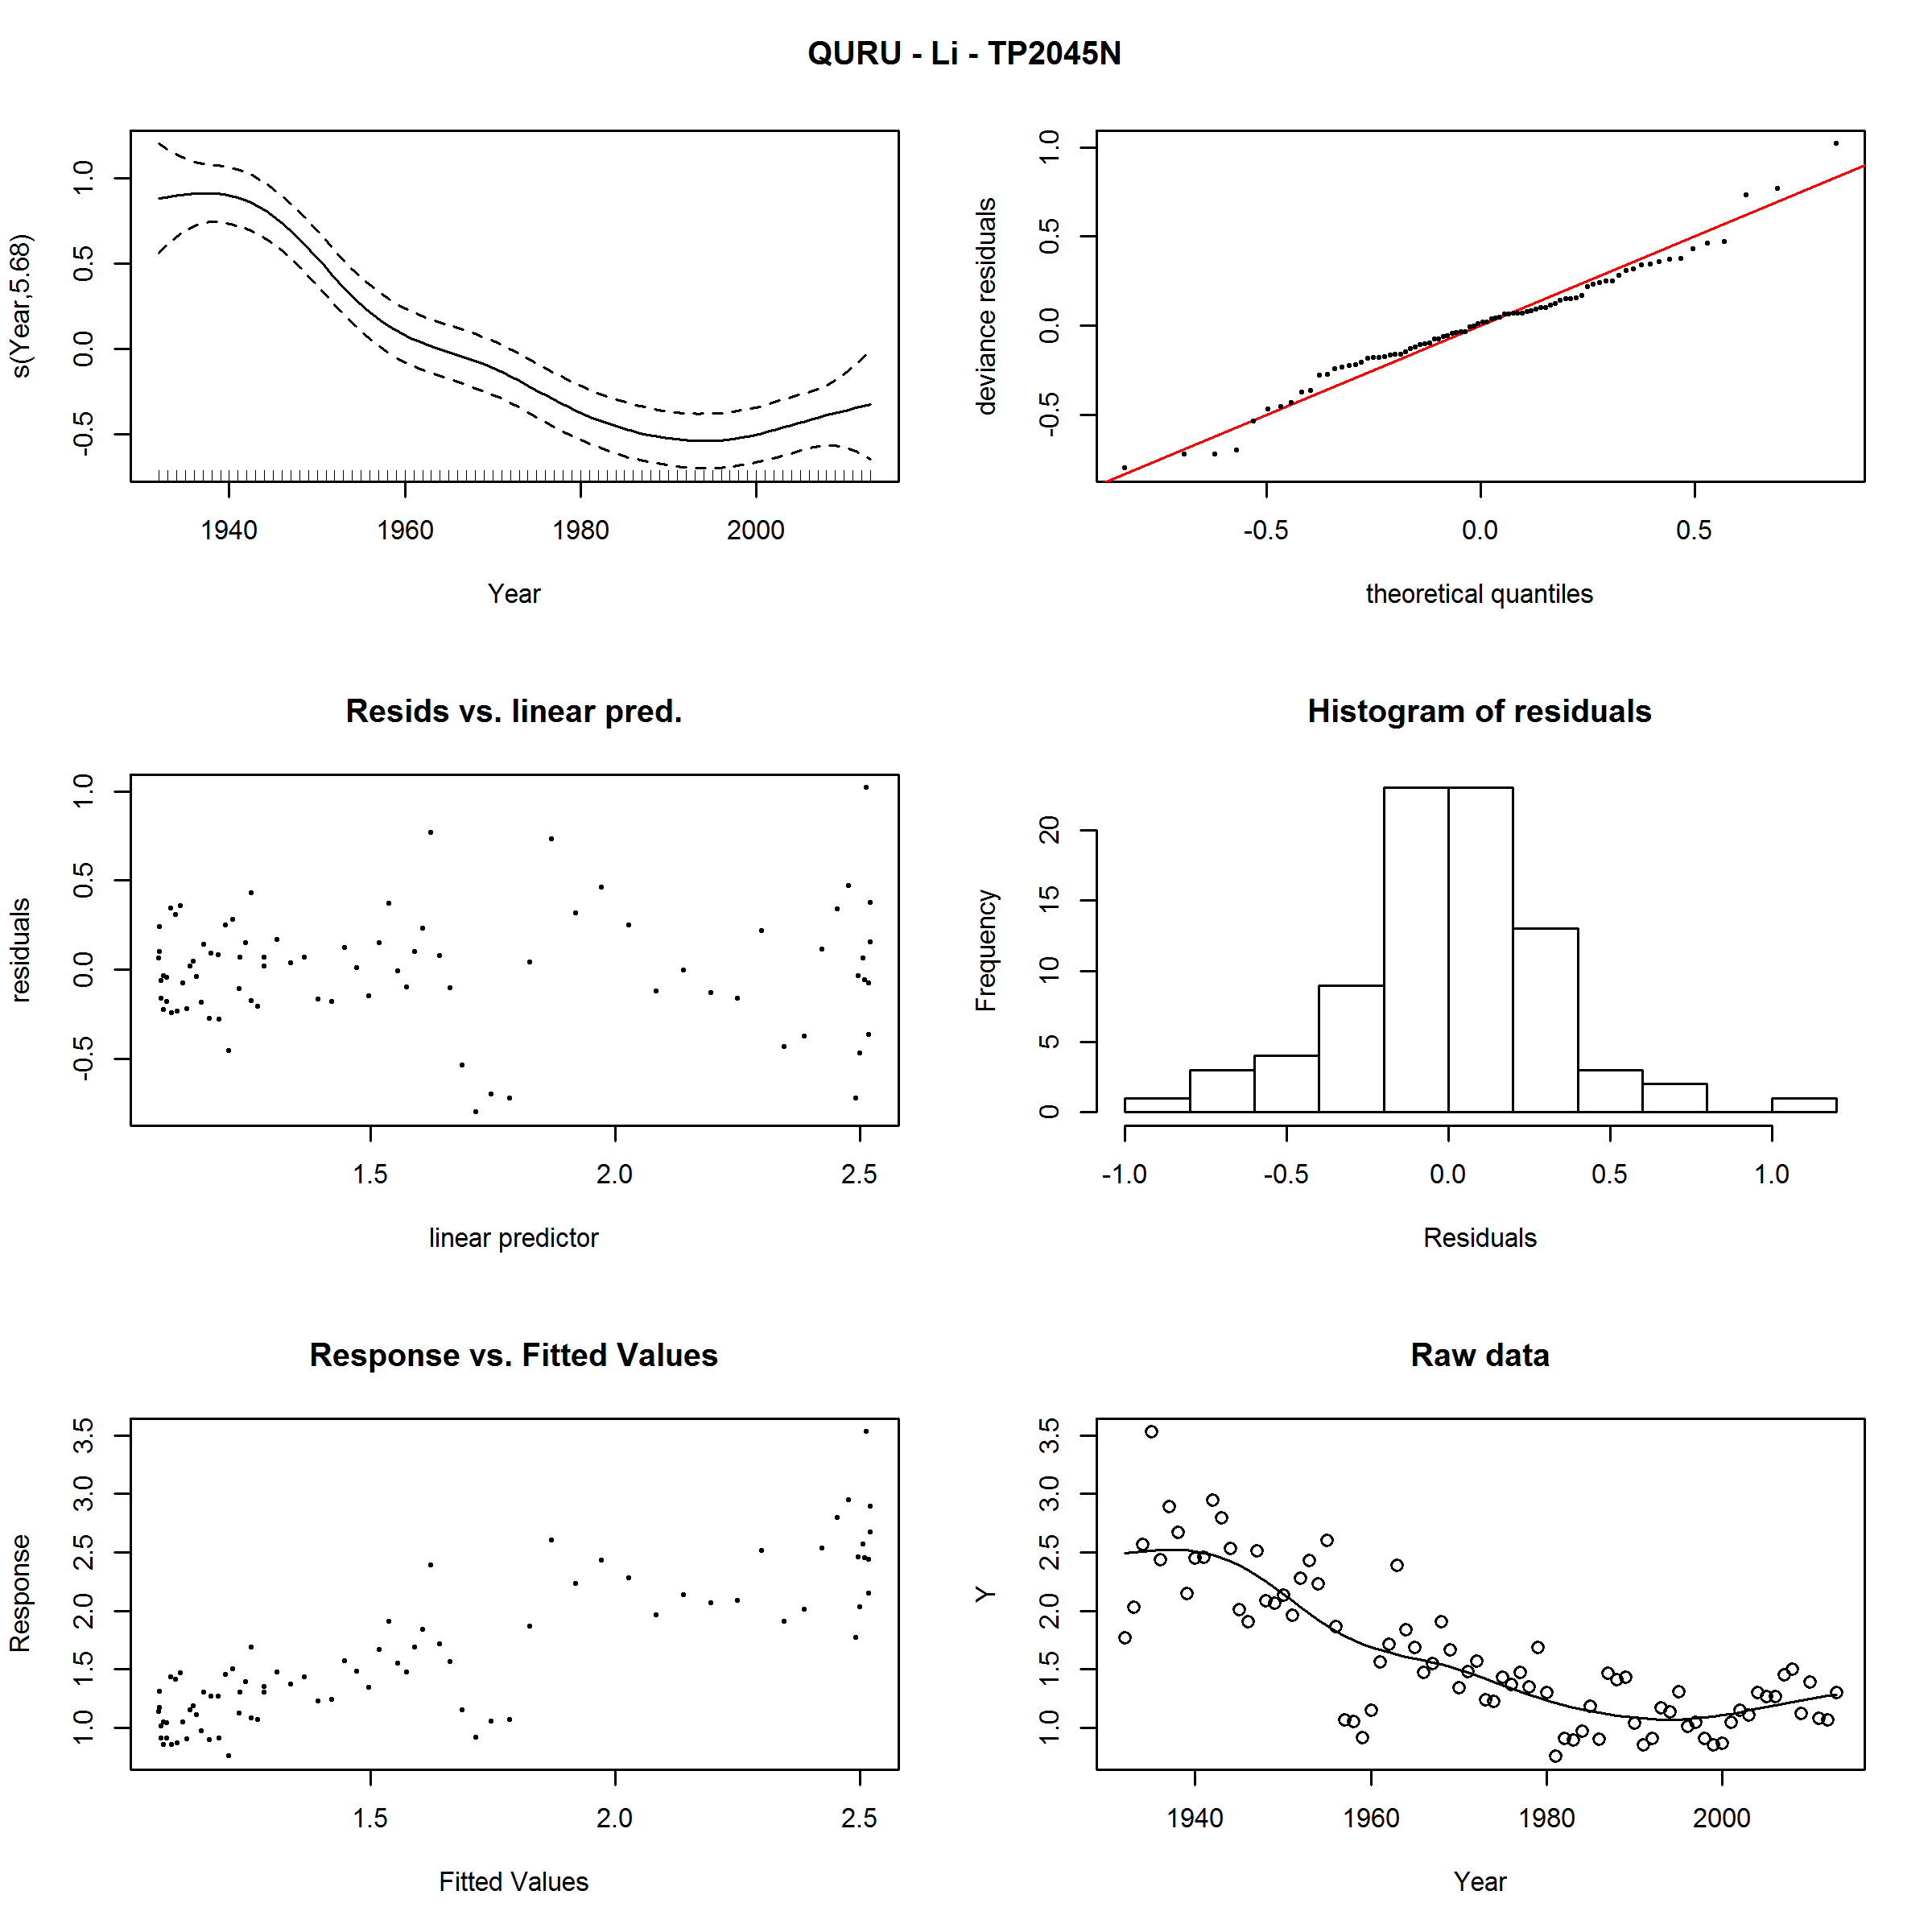 QURU - Li - TP2045N
s(Year,5.68)
-0.5 0.0 0.5 1.0
1940 1960 1980 2000
Year
deviance residuals
-0.5 0.0 0.5 1.0
-0.5 0.0 0.5
theoretical quantiles
Resids vs. linear pred.
residuals
-0.5 0.0 0.5 1.0
1.5 2.0 2.5
linear predictor
Histogram of residuals
Frequency
0 5 10 15 20
-1.0 -0.5 0.0 0.5 1.0
Residuals
Response vs. Fitted Values
Response
1.0 1.5 2.0 2.5 3.0 3.5
1.5 2.0 2.5
Fitted Values
Raw data
Y
1.0 1.5 2.0 2.5 3.0 3.5
1940 1960 1980 2000
Year